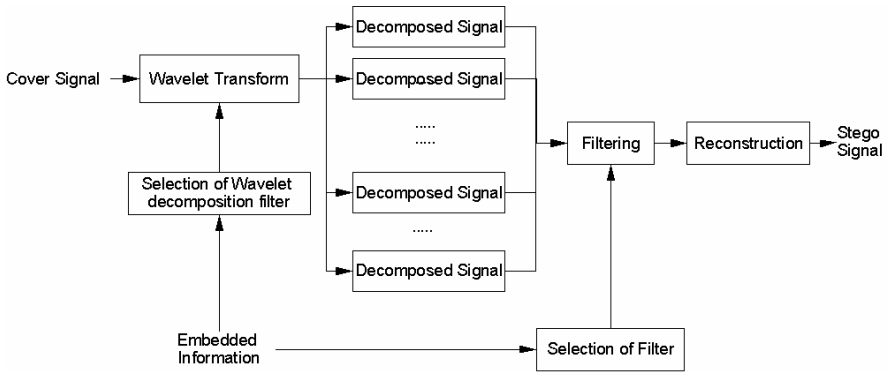 Cover Signal
Wavelet Transform
Selection of Wavelet
decomposition filter
Embedded
Information
Decomposed Signal
Decomposed Signal
.....
.....
Decomposed Signal
.....
Decomposed Signal
Filtering
Selection of Filter
Reconstruction
Stego
Signal